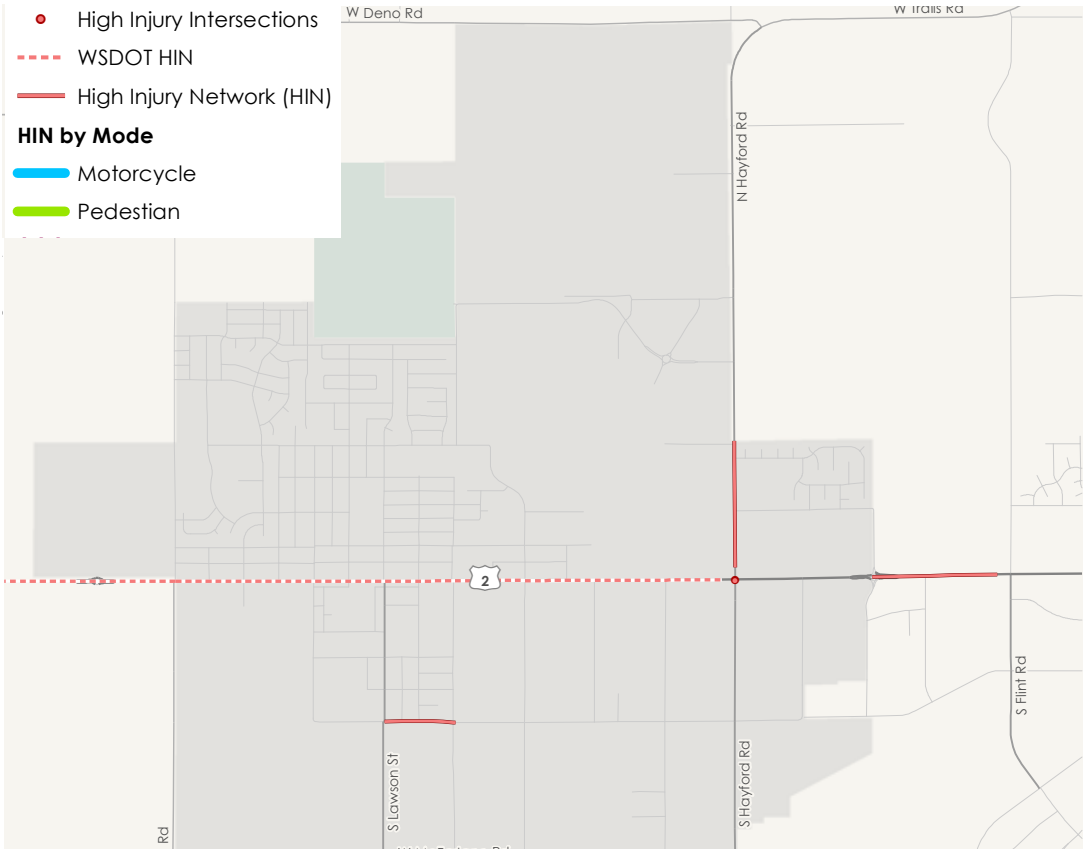 High Injury Intersections
WSDOT HIN
High Injury Network (HIN)
HIN by Mode
Motorcycle
Pedestian
W Deno Rd
W Trails Rd
N Hayford Rd
2
S Flint Rd
S Hayford Rd
S Lawson St
Rd